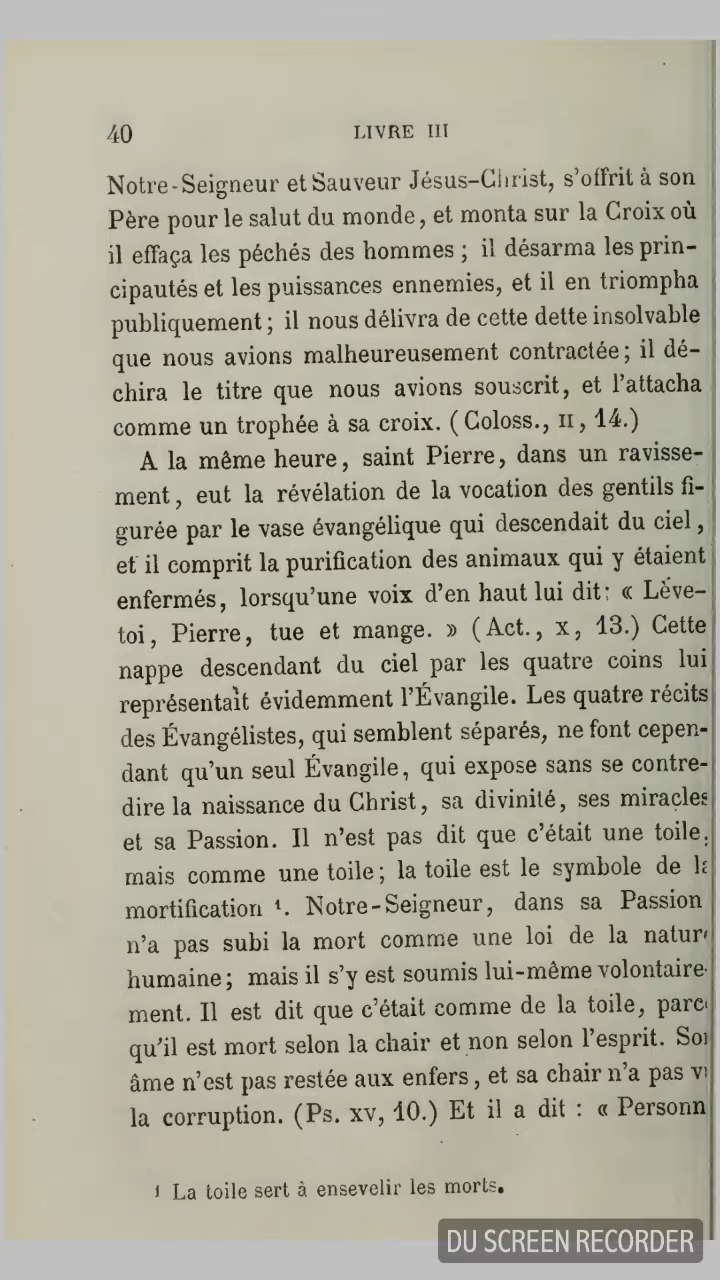 40
LIVRE III
Notre-Seigneur et Sauveur Jésus-Christ, s'offrit à son
Père pour le salut du monde, et monta sur la Croix où
il effaça les péchés des hommes ; il désarma les prin-
cipautés et les puissances ennemies, et il en triompha
publiquement ; il nous délivra de cette dette insolvable
que nous avions malheureusement contractée ; il dé-
chira le titre que nous avions souscrit, et l'attacha
comme un trophée à sa croix. (Coloss., II, 14.)
A la même heure, saint Pierre, dans un ravisse-
ment, eut la révélation de la vocation des gentils fi-
gurée par le vase évangélique qui descendait du ciel,
et il comprit la purification des animaux qui y étaient
enfermés, lorsqu'une voix d'en haut lui dit: « Lève-
toi, Pierre, tue et mange. » (Act., X, 13.) Cette
nappe descendant du ciel par les quatre coins lui
représentait évidemment l'Évangile. Les quatre récits
des Évangélistes, qui semblent séparés, ne font cepen-
dant qu'un seul Évangile, qui expose sans se contre-
dire la naissance du Christ, sa divinité, ses miracles
et sa Passion. Il n'est pas dit que c'était une toile,
mais comme une toile ; la toile est le symbole de
mortification ¹. Notre-Seigneur, dans sa Passion
n'a pas subi la mort comme une loi de la
humaine ; mais il s'y est soumis lui-même volontaire-
ment. Il est dit que c'était comme de la toile,
qu'il est mort selon la chair et non selon l'esprit.
âme n'est pas restée aux enfers, et sa chair n'a pas
la corruption. (Ps. XV, 10.) Et il a dit : « Personn
¹ La toile sert à ensevelir les morts.
DU SCREEN RECORDER